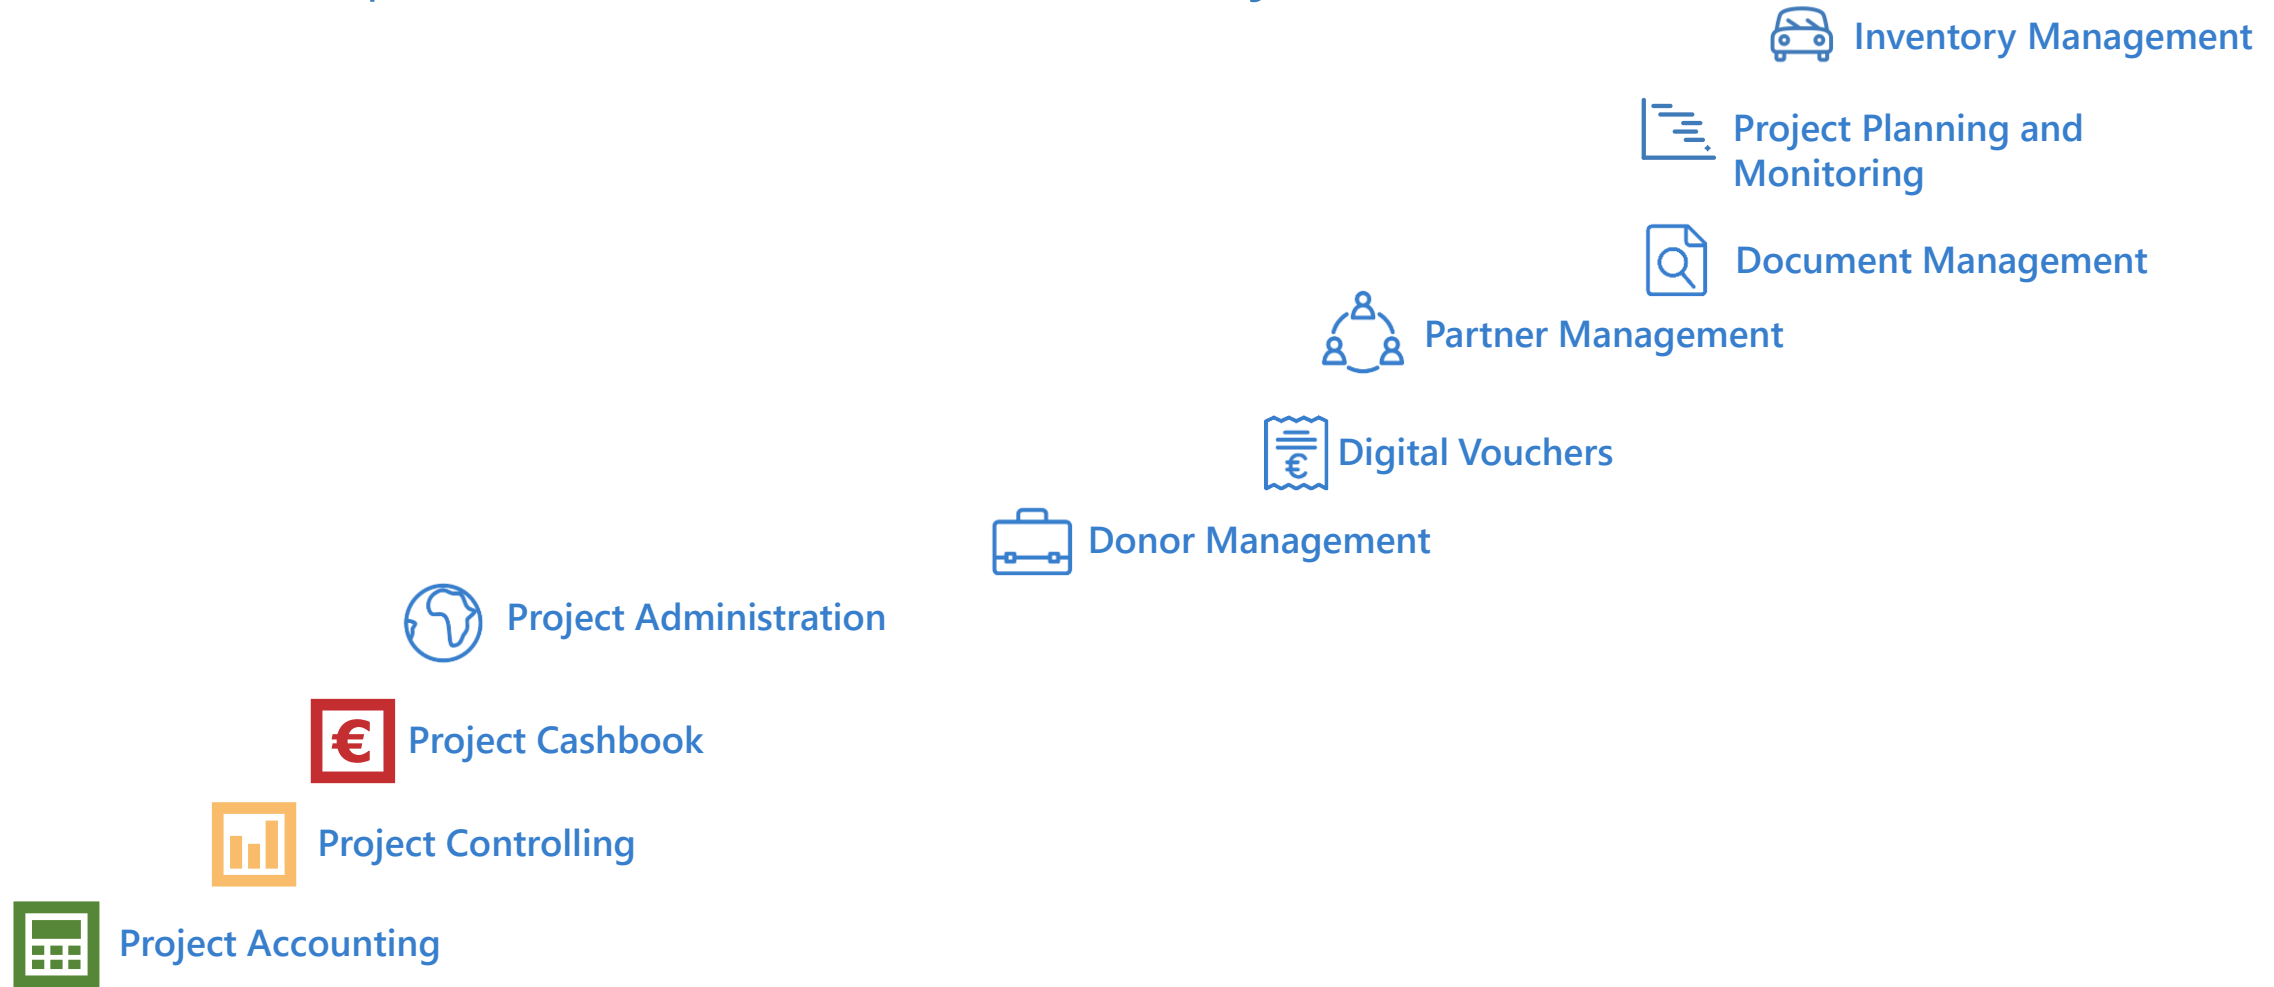 Inventory Management
Project Planning and
Monitoring
Document Management
Partner Management
Digital Vouchers
Donor Management
Project Administration
Project Cashbook
Project Controlling
Project Accounting